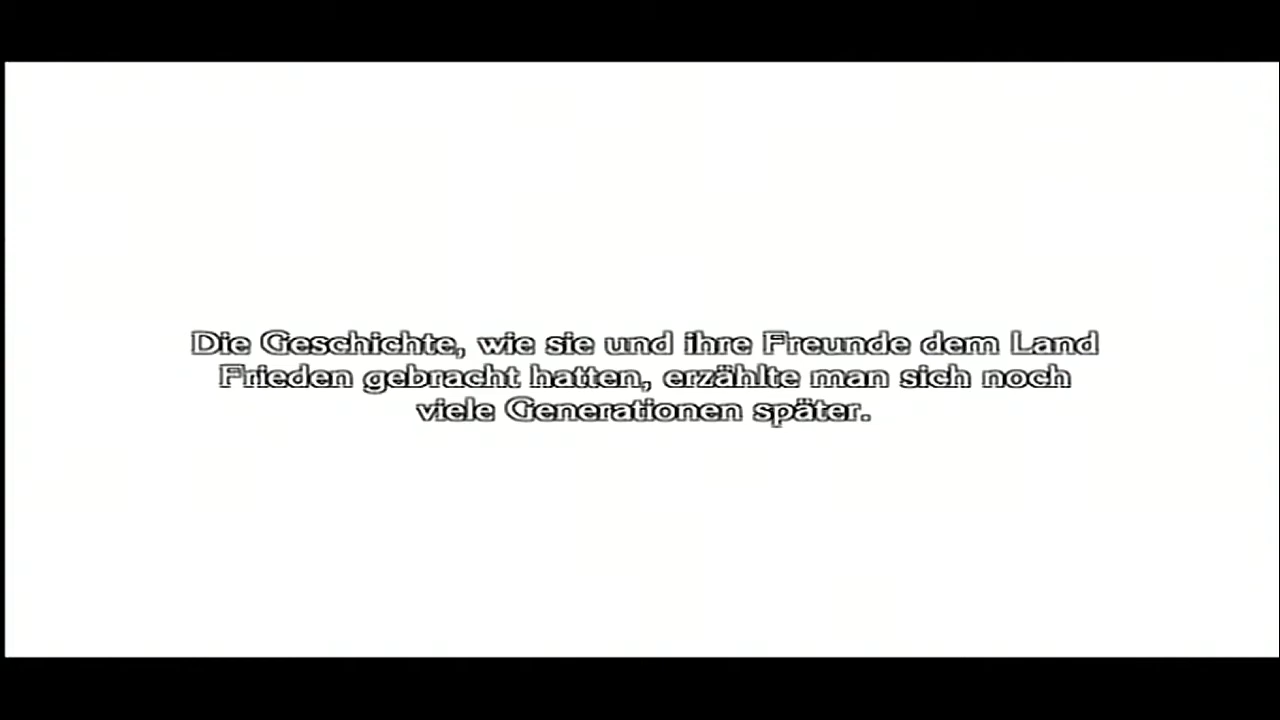 Die Geschichte, wie sie und ihre Freunde dem Land
Frieden gebracht hatten, erzählte man sich noch
viele Generationen später.